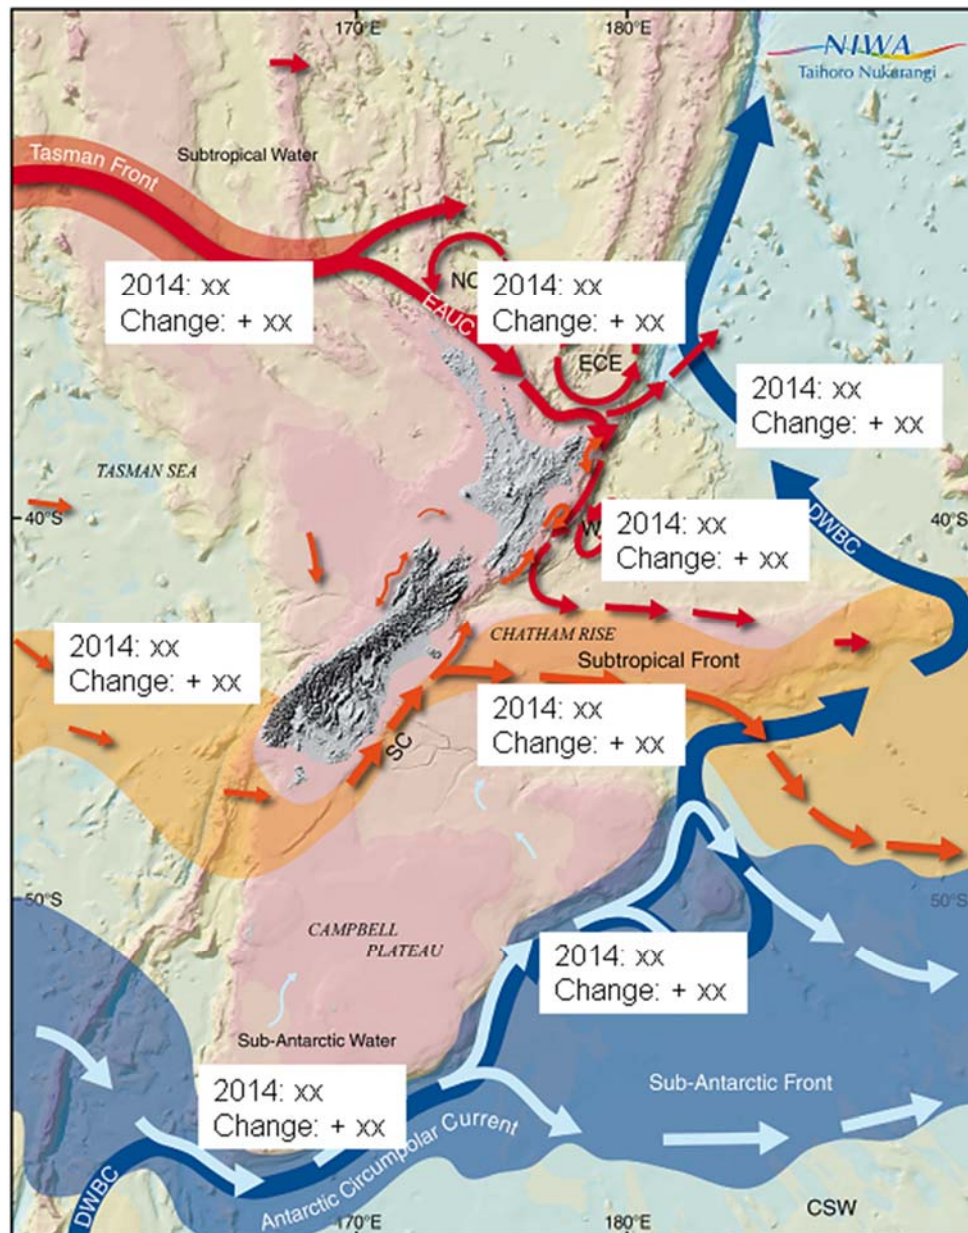 170°E
180°
NIWA
Taihoro Nukurangi
Tasman Front
Subtropical Water
2014: xx
Change: + xx
EAUC
2014: xx
Change: + xx
ECE
2014: xx
Change: + xx
TASMAN SEA
40°S
DWBC
40°S
2014: xx
Change: + xx
CHATHAM RISE
Subtropical Front
2014: xx
Change: + xx
2014: xx
Change: + xx
SC
50°S
50°S
CAMPBELL
PLATEAU
2014: xx
Change: + xx
Sub-Antarctic Water
Sub-Antarctic Front
2014: xx
Change: + xx
Antarctic Circumpolar Current
DWBC
CSW
170°E
180°E